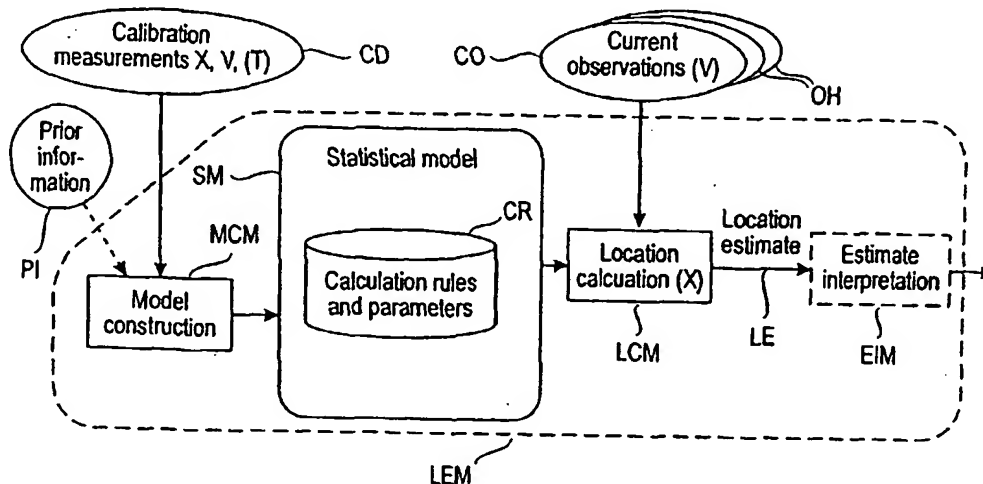 Calibration
measurements X, V, (T)
CD
CO
Current
observations (V)
OH
Prior
infor-
mation
PI
SM
Statistical model
CR
Calculation rules
and parameters
MCM
Model
construction
Location
calcuation (X)
LCM
Location
estimate
LE
Estimate
interpretation
EIM
LEM